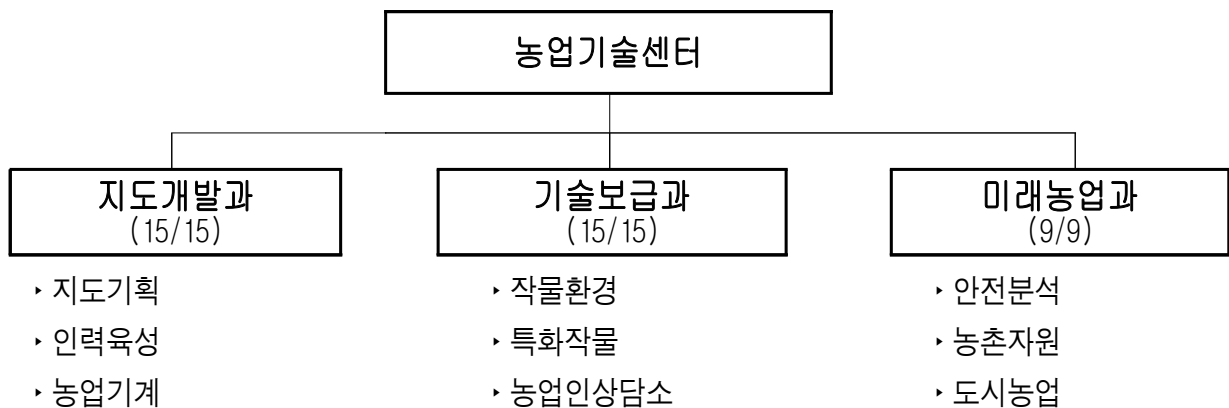 농업기술센터
지도개발과
(15/15)
‣ 지도기획
‣ 인력육성
‣ 농업기계
기술보급과
(15/15)
‣ 작물환경
‣ 특화작물
‣ 농업인상담소
미래농업과
(9/9)
‣ 안전분석
‣ 농촌자원
‣ 도시농업